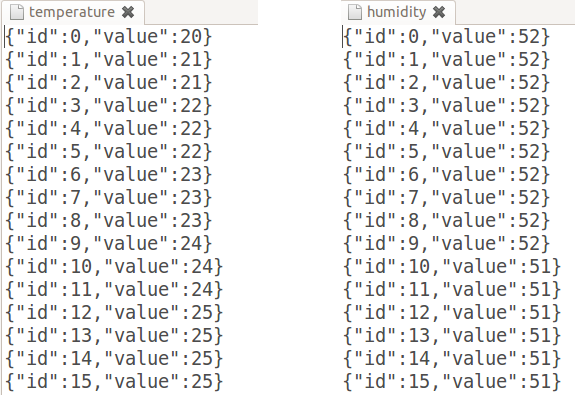 temperature
{"id":0,"value":20}
{"id":1,"value":21}
{"id":2,"value":21}
{"id":3,"value":22}
{"id":4,"value":22}
{"id":5,"value":22}
{"id":6,"value":23}
{"id":7,"value":23}
{"id":8,"value":23}
{"id":9,"value":24}
{"id":10,"value":24}
{"id":11,"value":24}
{"id":12,"value":25}
{"id":13,"value":25}
{"id":14,"value":25}
{"id":15,"value":25}
humidity
{"id":0,"value":52}
{"id":1,"value":52}
{"id":2,"value":52}
{"id":3,"value":52}
{"id":4,"value":52}
{"id":5,"value":52}
{"id":6,"value":52}
{"id":7,"value":52}
{"id":8,"value":52}
{"id":9,"value":52}
{"id":10,"value":51}
{"id":11,"value":51}
{"id":12,"value":51}
{"id":13,"value":51}
{"id":14,"value":51}
{"id":15,"value":51}